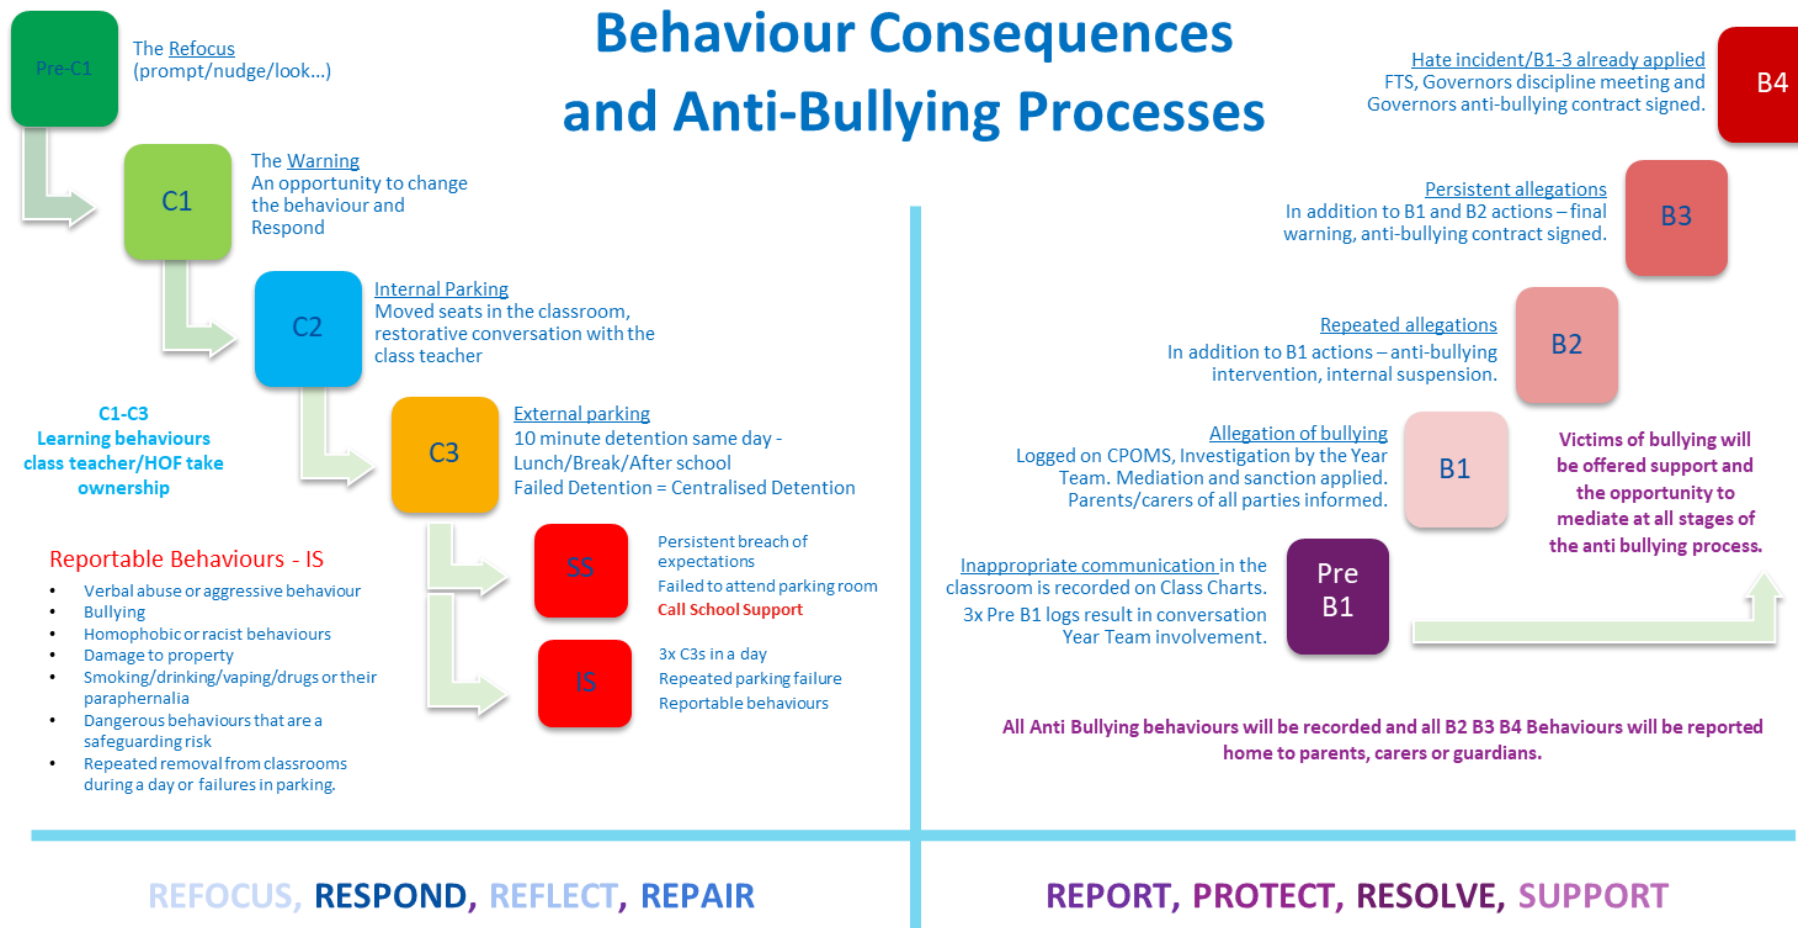 Behaviour Consequences
and Anti-Bullying Processes
Pre-C1
The Refocus
(prompt/nudge/look...)
C1
The Warning
An opportunity to change
the behaviour and
Respond
C2
Internal Parking
Moved seats in the classroom,
restorative conversation with the
class teacher
C3
External parking
10 minute detention same day -
Lunch/Break/After school
Failed Detention = Centralised Detention
C1-C3
Learning behaviours
class teacher/HOF take
ownership
SS
Persistent breach of
expectations
Failed to attend parking room
Call School Support
IS
3x C3s in a day
Repeated parking failure
Reportable behaviours
Reportable Behaviours - IS
• Verbal abuse or aggressive behaviour
• Bullying
• Homophobic or racist behaviours
• Damage to property
• Smoking/drinking/vaping/drugs or their
paraphernalia
• Dangerous behaviours that are a
safeguarding risk
• Repeated removal from classrooms
during a day or failures in parking.
REFOCUS, RESPOND, REFLECT, REPAIR
Hate incident/B1-3 already applied
FTS, Governors discipline meeting and
Governors anti-bullying contract signed.
B4
Persistent allegations
In addition to B1 and B2 actions – final
warning, anti-bullying contract signed.
B3
Repeated allegations
In addition to B1 actions – anti-bullying
intervention, internal suspension.
B2
Allegation of bullying
Logged on CPOMS, Investigation by the Year
Team. Mediation and sanction applied.
Parents/carers of all parties informed.
B1
Victims of bullying will
be offered support and
the opportunity to
mediate at all stages of
the anti bullying process.
Inappropriate communication in the
classroom is recorded on Class Charts.
3x Pre B1 logs result in conversation
Year Team involvement.
Pre
B1
All Anti Bullying behaviours will be recorded and all B2 B3 B4 Behaviours will be reported
home to parents, carers or guardians.
REPORT, PROTECT, RESOLVE, SUPPORT